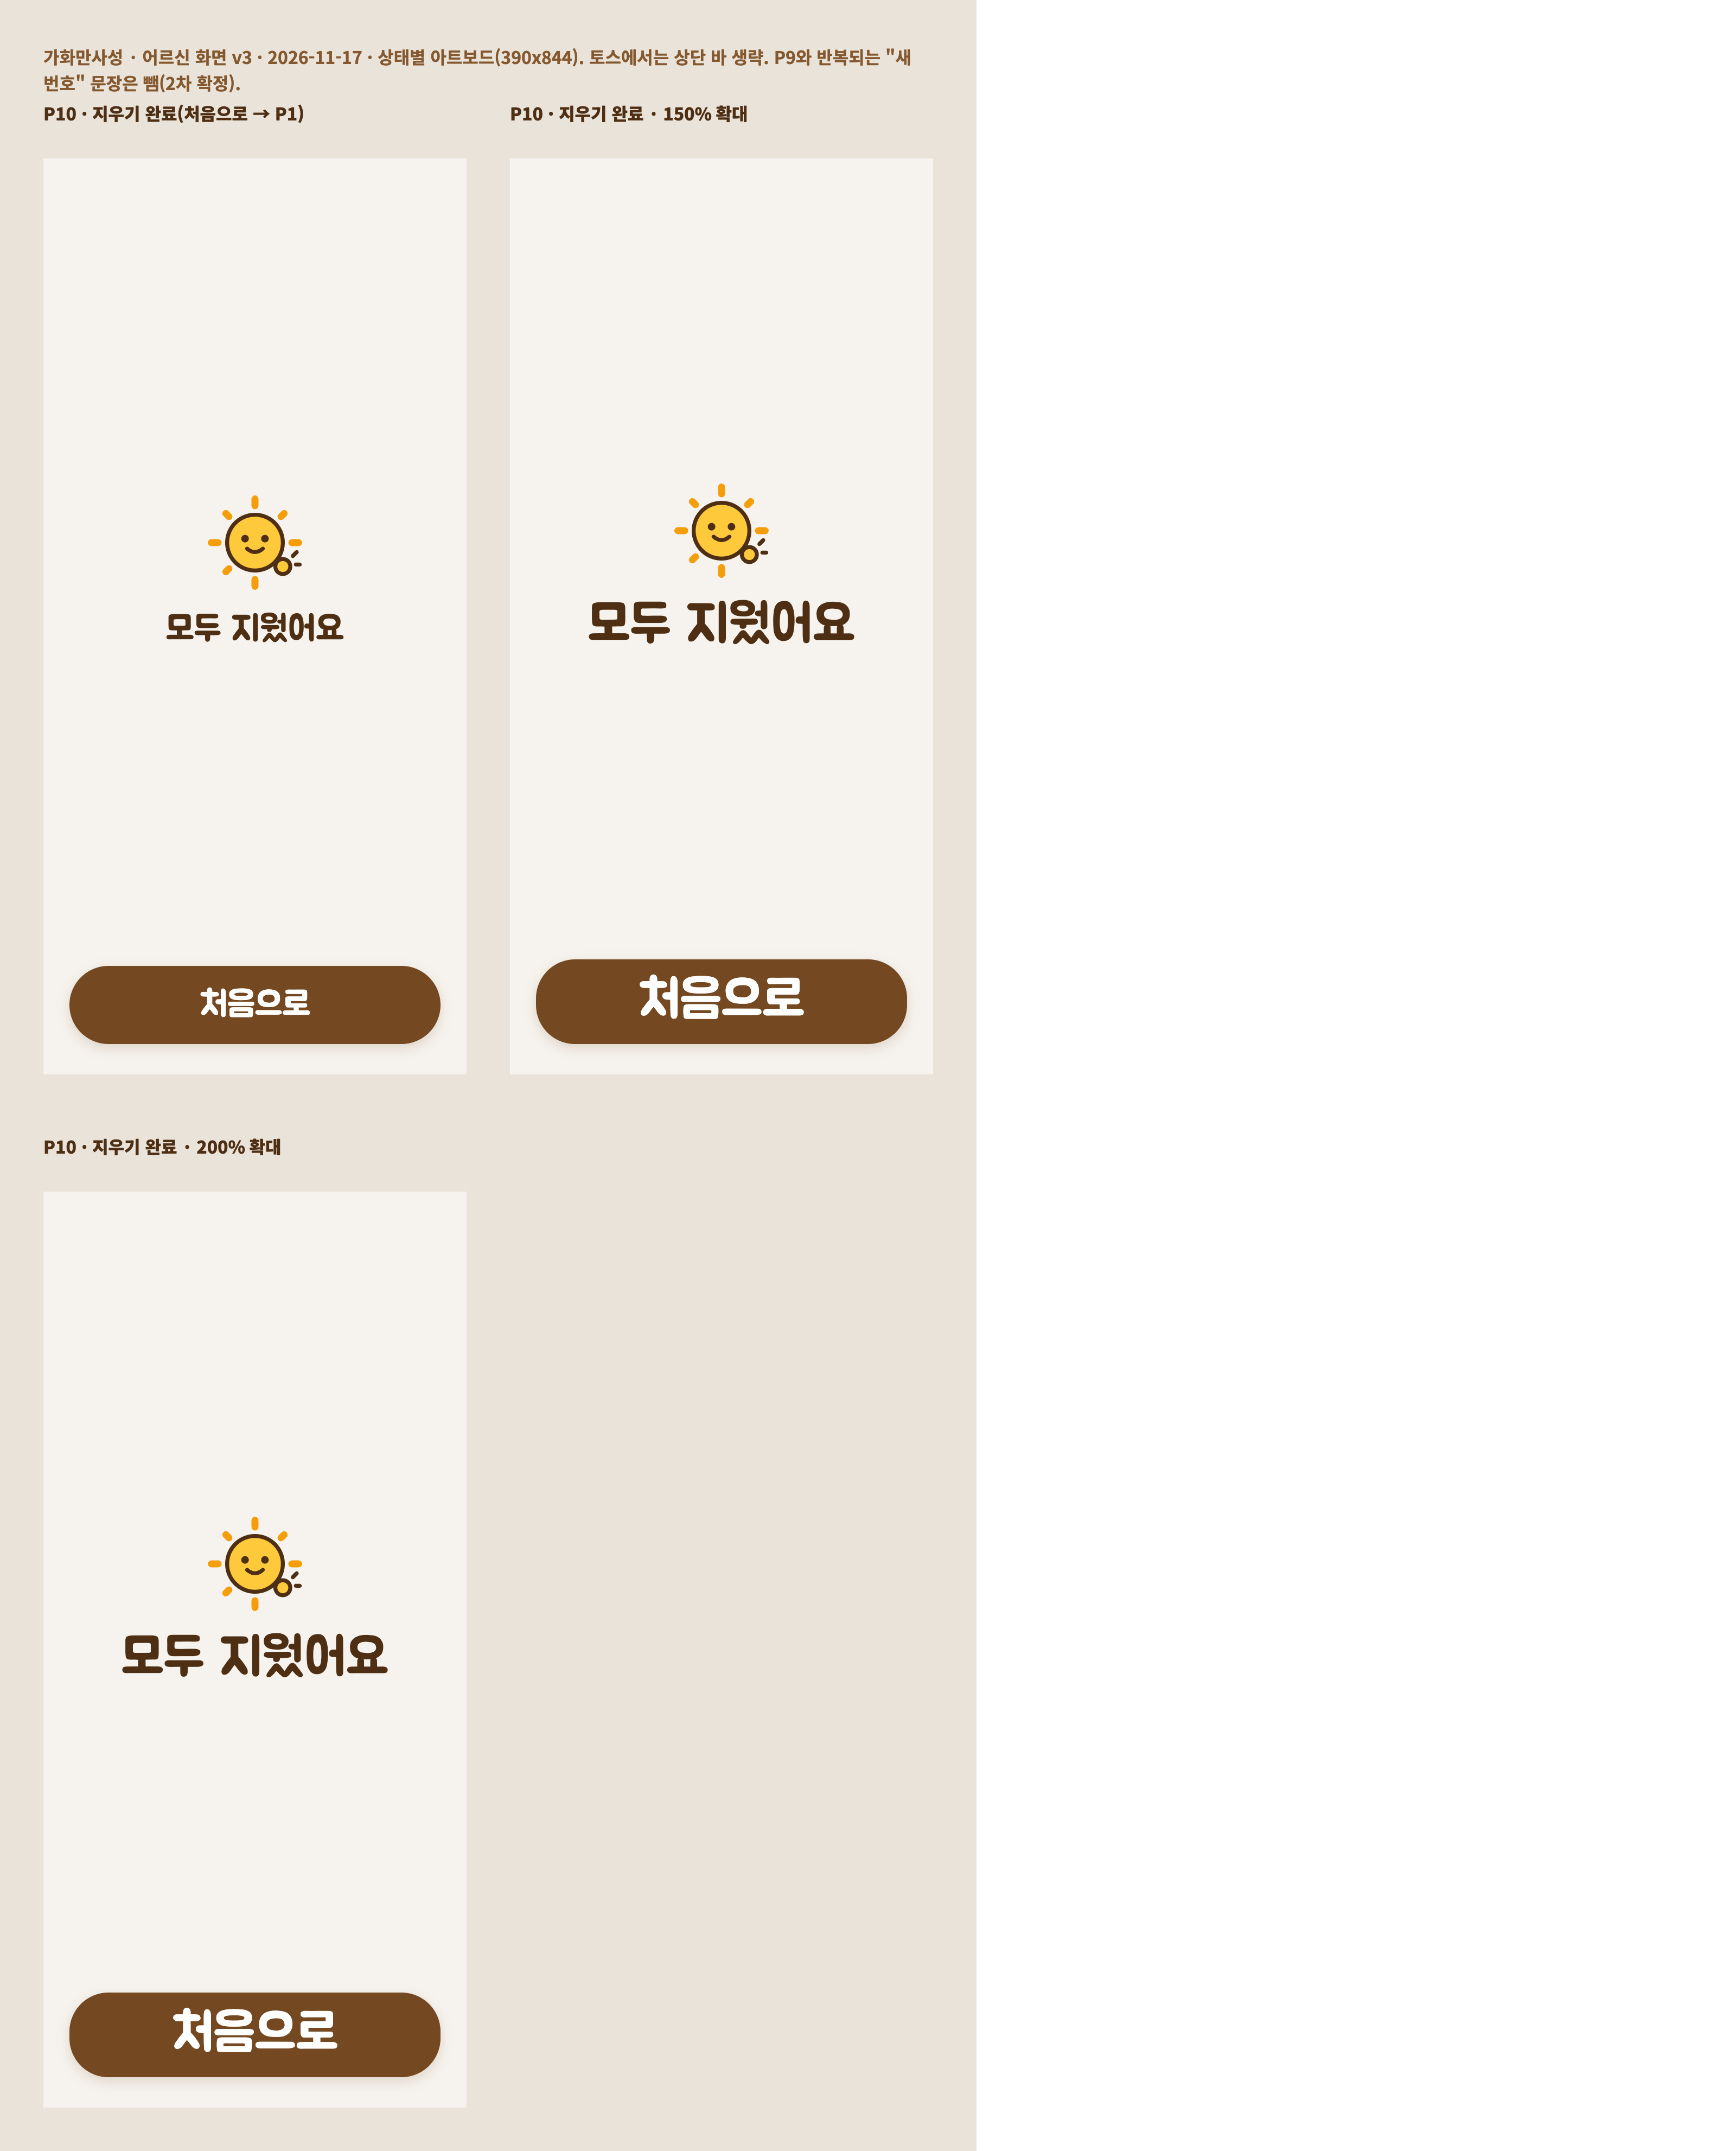 가화만사성 · 어르신 화면 v3 · 2026-11-17 · 상태별 아트보드(390x844). 토스에서는 상단 바 생략. P9와 반복되는 "새
번호" 문장은 뺌(2차 확정).
P10 · 지우기 완료(처음으로 → P1)
모두 지웠어요
처음으로
P10 · 지우기 완료 · 150% 확대
모두 지웠어요
처음으로
P10 · 지우기 완료 · 200% 확대
모두 지웠어요
처음으로